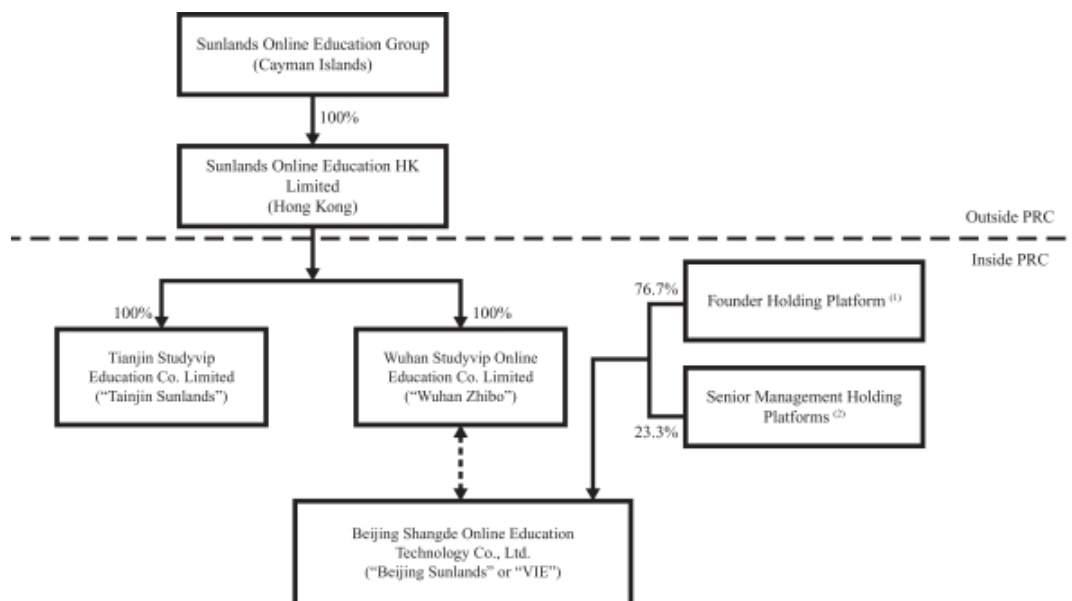 Sunlands Online Education Group
(Cayman Islands)
100%
Sunlands Online Education HK
Limited
(Hong Kong)
Outside PRC
Inside PRC
76.7%
Founder Holding Platform (1)
100%
100%
Tianjin Studyvip
Education Co. Limited
(“Tainjin Sunlands”)
Wuhan Studyvip Online
Education Co. Limited
(“Wuhan Zhibo”)
Senior Management Holding
Platforms (2)
23.3%
Beijing Shangde Online Education
Technology Co., Ltd.
(“Beijing Sunlands” or “VIE”)